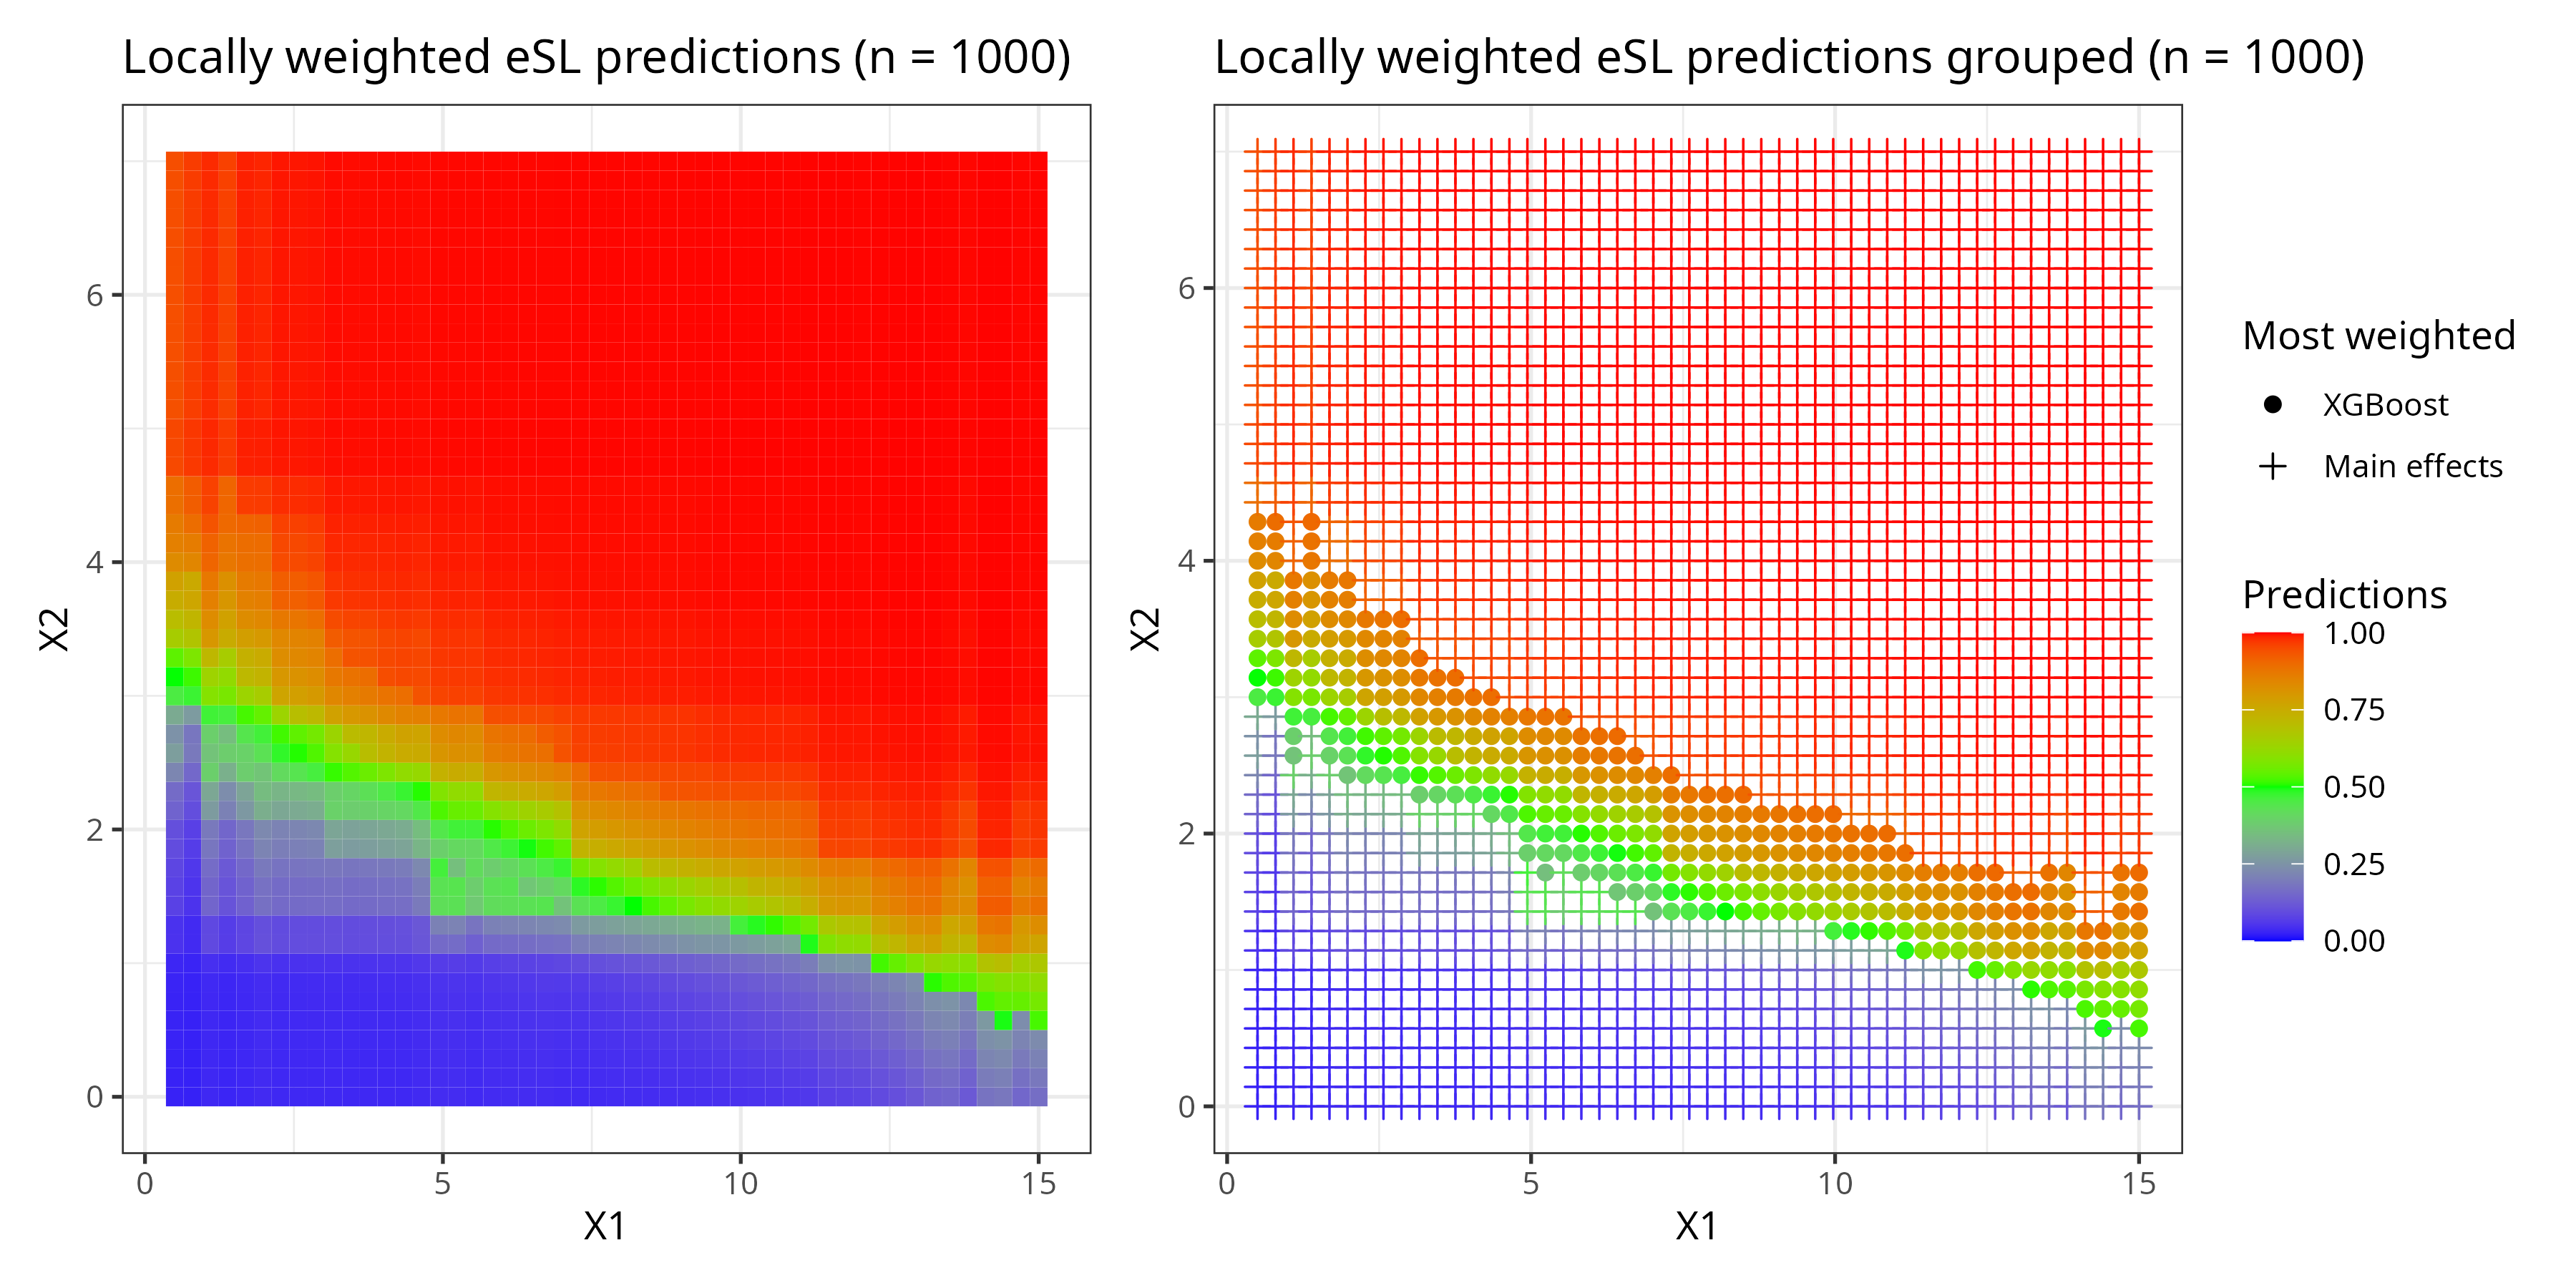 Locally weighted eSL predictions (n = 1000)
X2
6
4
2
0
0 5 10 15
X1
Locally weighted eSL predictions grouped (n = 1000)
X2
6
4
2
0
0 5 10 15
X1
Most weighted
XGBoost
Main effects
Predictions
1.00
0.75
0.50
0.25
0.00